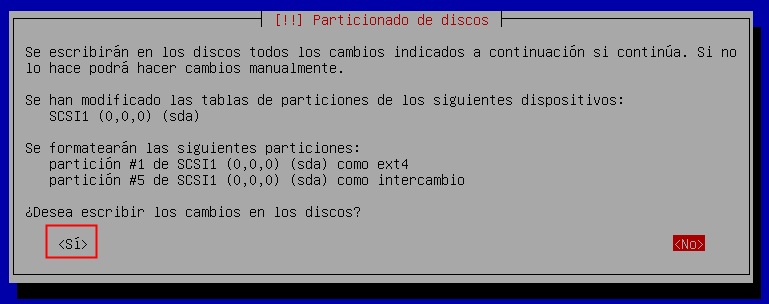 [!!] Particionado de discos
Se escribirán en los discos todos los cambios indicados a continuación si continúa. Si no
lo hace podrá hacer cambios manualmente.
Se han modificado las tablas de particiones de los siguientes dispositivos:
SCSI1 (0,0,0) (sda)
Se formatearán las siguientes particiones:
partición #1 de SCSI1 (0,0,0) (sda) como ext4
partición #5 de SCSI1 (0,0,0) (sda) como intercambio
¿Desea escribir los cambios en los discos?
<Sí> <No>